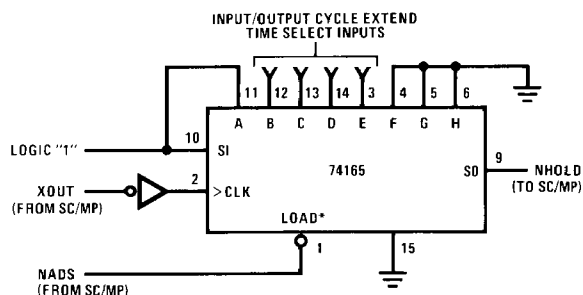 INPUT/OUTPUT CYCLE EXTEND
TIME SELECT INPUTS
11 12 13 14 3 4 5 6
A B C D E F G H
LOGIC "1" 10 SI
74165
SO 9 NHOLD
(TO SC/MP)
XOUT 2 >CLK
(FROM SC/MP)
LOAD*
1 15
NADS
(FROM SC/MP)